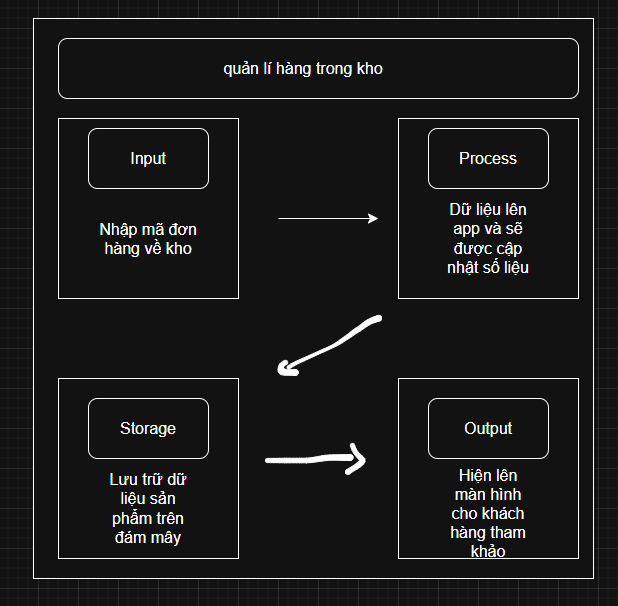 quản lí hàng trong kho
Input
Nhập mã đơn
hàng về kho
Process
Dữ liệu lên
app và sẽ
được cập
nhật số liệu
Storage
Lưu trữ dữ
liệu sản
phẩm trên
đám mây
Output
Hiện lên
màn hình
cho khách
hàng tham
khảo